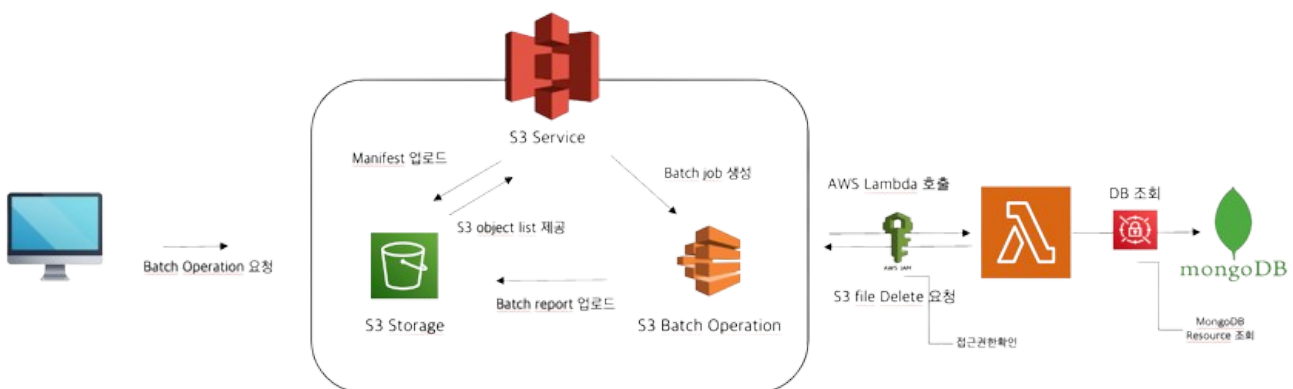 S3 Service
Manifest 업로드
Batch job 생성
S3 object list 제공
Batch report 업로드
S3 Storage
S3 Batch Operation
Batch Operation 요청
AWS Lambda 호출
AWS IAM
S3 file Delete 요청
접근권한확인
DB 조회
mongoDB
MongoDB
Resource 조회